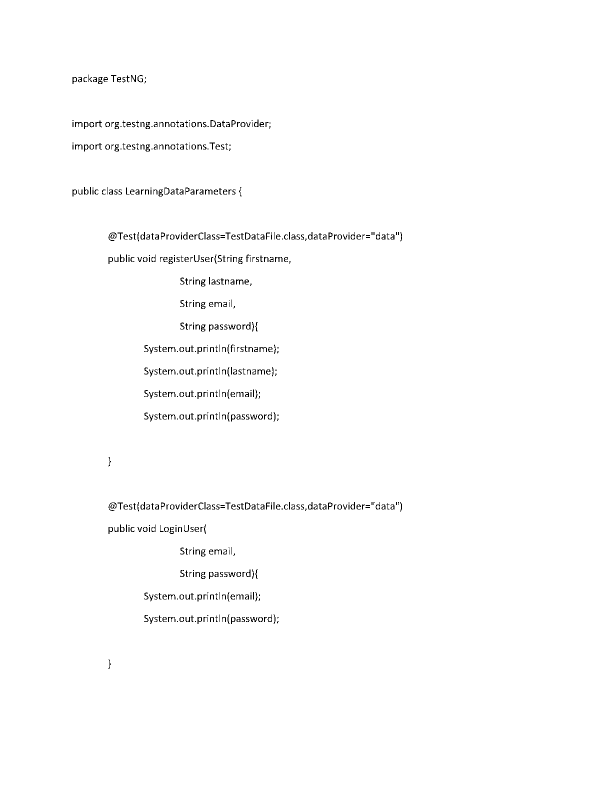 package TestNG;
import org.testng.annotations.DataProvider;
import org.testng.annotations.Test;
public class LearningDataParameters {
@Test(dataProviderClass=TestDataFile.class,dataProvider="data")
public void registerUser(String firstname,
String lastname,
String email,
String password){
System.out.println(firstname);
System.out.println(lastname);
System.out.println(email);
System.out.println(password);
}
@Test(dataProviderClass=TestDataFile.class,dataProvider="data")
public void LoginUser(
String email,
String password){
System.out.println(email);
System.out.println(password);
}